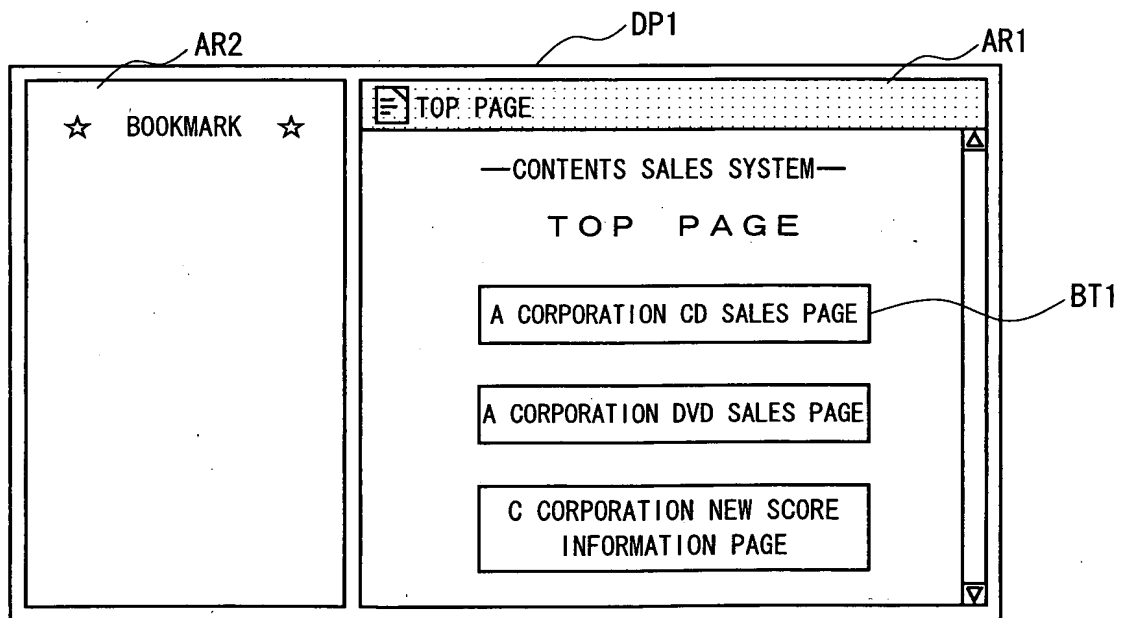 DP1
AR2
AR1
☆ BOOKMARK ☆
TOP PAGE
—CONTENTS SALES SYSTEM—
TOP PAGE
A CORPORATION CD SALES PAGE
BT1
A CORPORATION DVD SALES PAGE
C CORPORATION NEW SCORE
INFORMATION PAGE